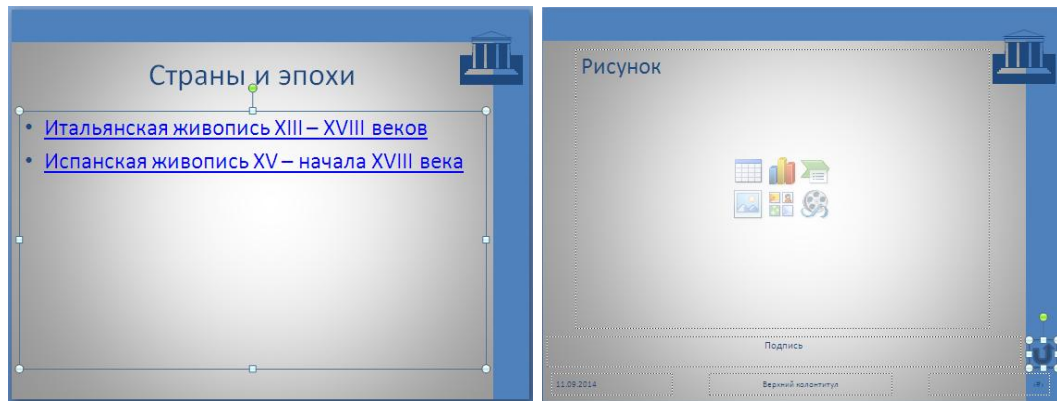 Страны и эпохи
• Итальянская живопись XIII – XVIII веков
• Испанская живопись XV – начала XVIII века
Рисунок
Подпись
11.09.2014
Верхний колонтитул
‹#›